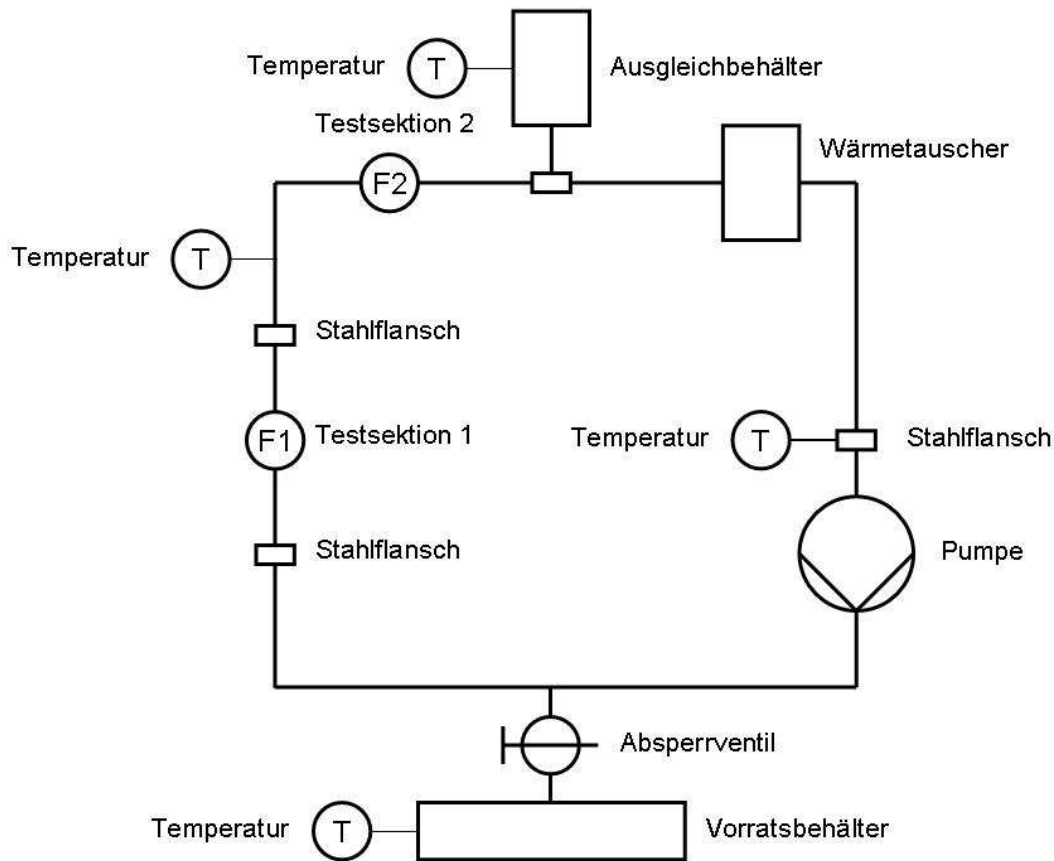 Temperatur T Ausgleichbehälter
Testsektion 2
F2 Wärmetauscher
Temperatur T
Stahlflansch
F1 Testsektion 1
Temperatur T Stahlflansch
Stahlflansch
Pumpe
Absperrventil
Temperatur T Vorratsbehälter